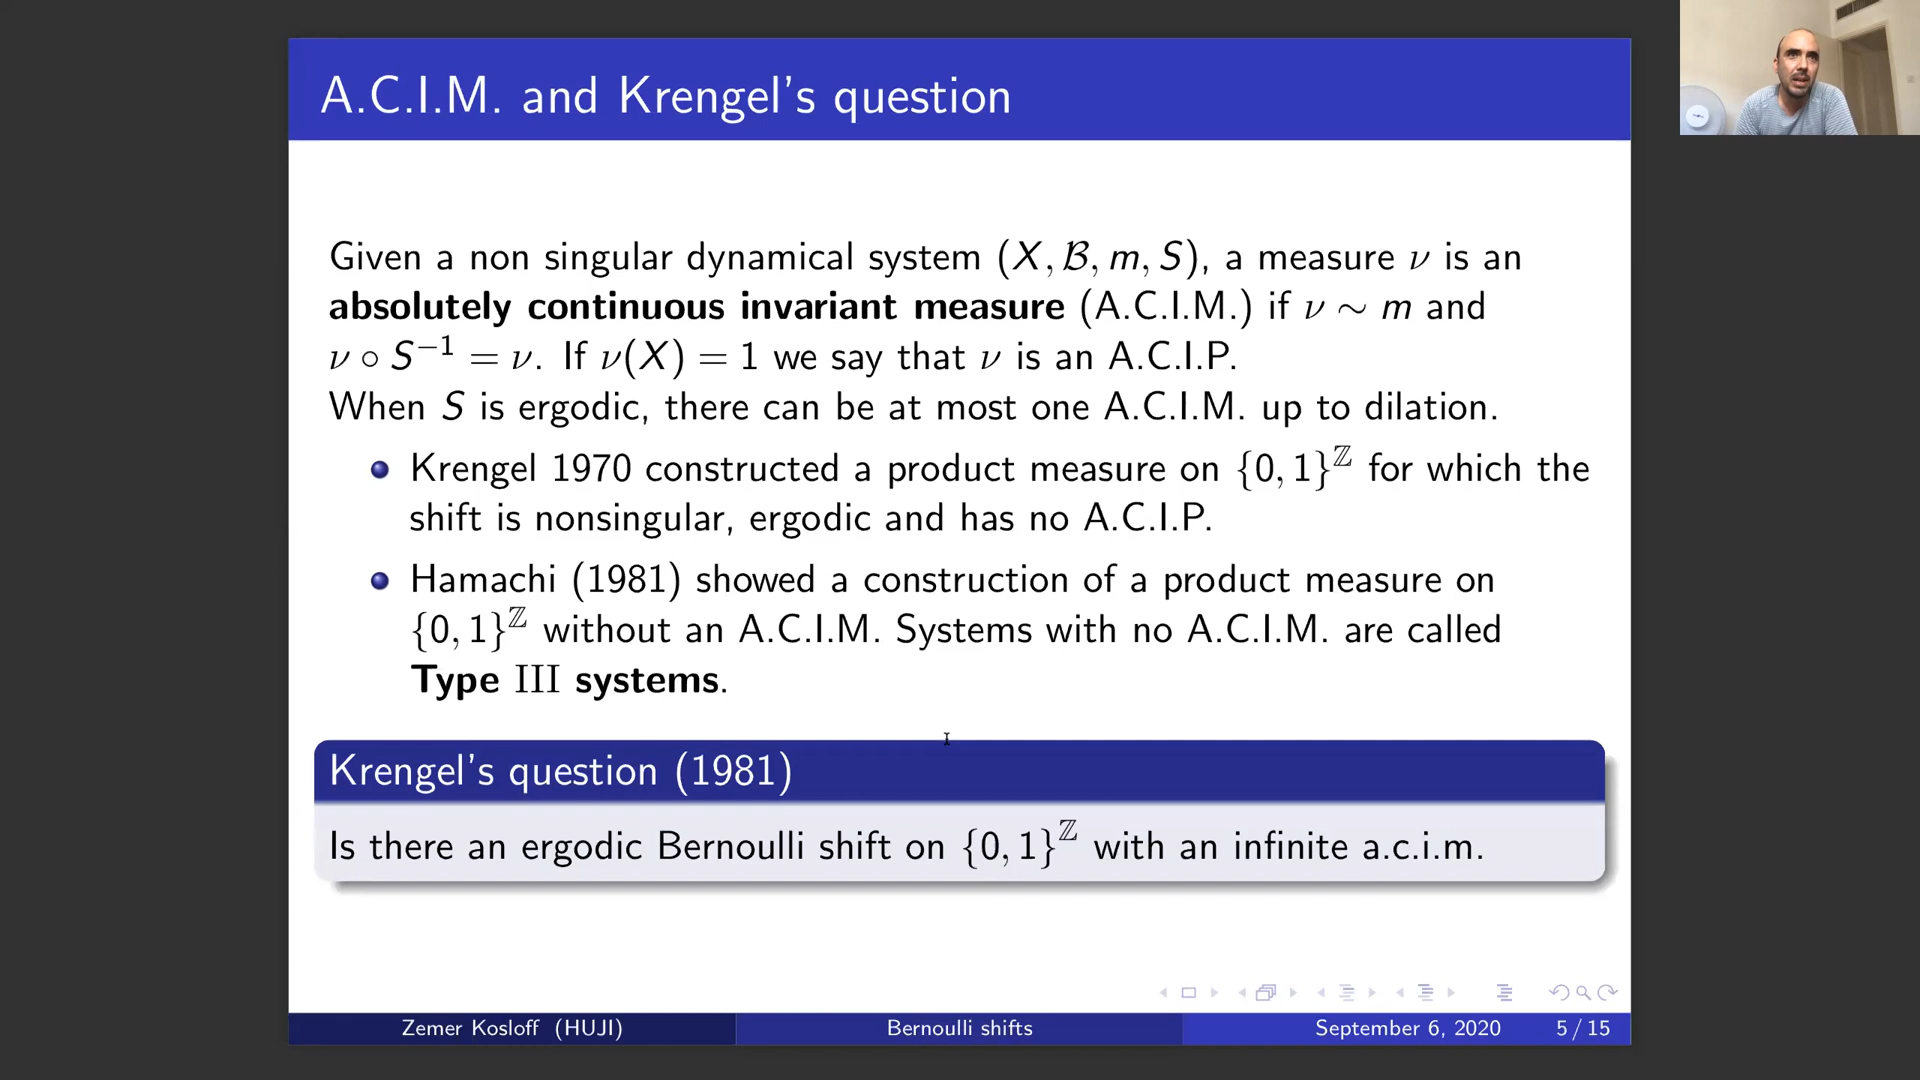 A.C.I.M. and Krengel's question
Given a non singular dynamical system (X, ℬ, m, S), a measure ν is an
absolutely continuous invariant measure (A.C.I.M.) if ν ∼ m and
ν ∘ S⁻¹ = ν. If ν(X) = 1 we say that ν is an A.C.I.P.
When S is ergodic, there can be at most one A.C.I.M. up to dilation.
Krengel 1970 constructed a product measure on {0, 1}^ℤ for which the
shift is nonsingular, ergodic and has no A.C.I.P.
Hamachi (1981) showed a construction of a product measure on
{0, 1}^ℤ without an A.C.I.M. Systems with no A.C.I.M. are called
Type III systems.
Krengel's question (1981)
Is there an ergodic Bernoulli shift on {0, 1}^ℤ with an infinite a.c.i.m.
Zemer Kosloff (HUJI) Bernoulli shifts September 6, 2020 5 / 15